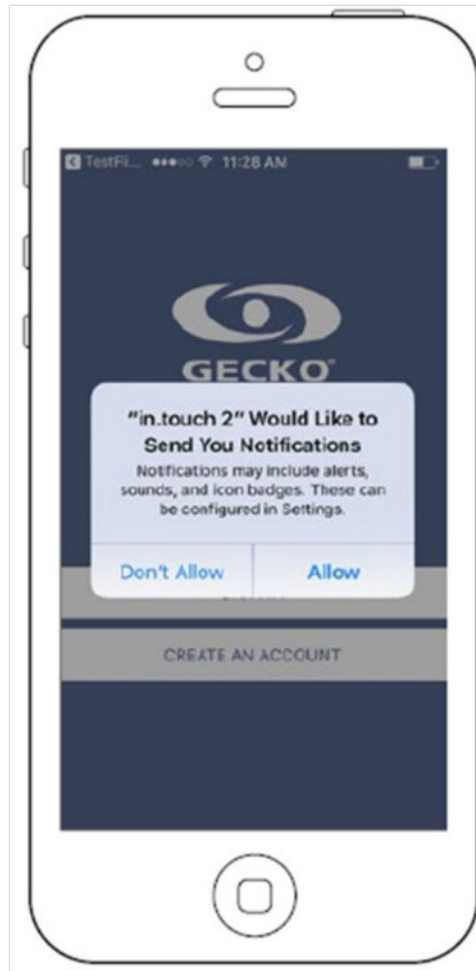 TestFli... 11:28 AM
GECKO®
"in.touch 2" Would Like to
Send You Notifications
Notifications may include alerts,
sounds, and icon badges. These can
be configured in Settings.
Don't Allow Allow
CREATE AN ACCOUNT